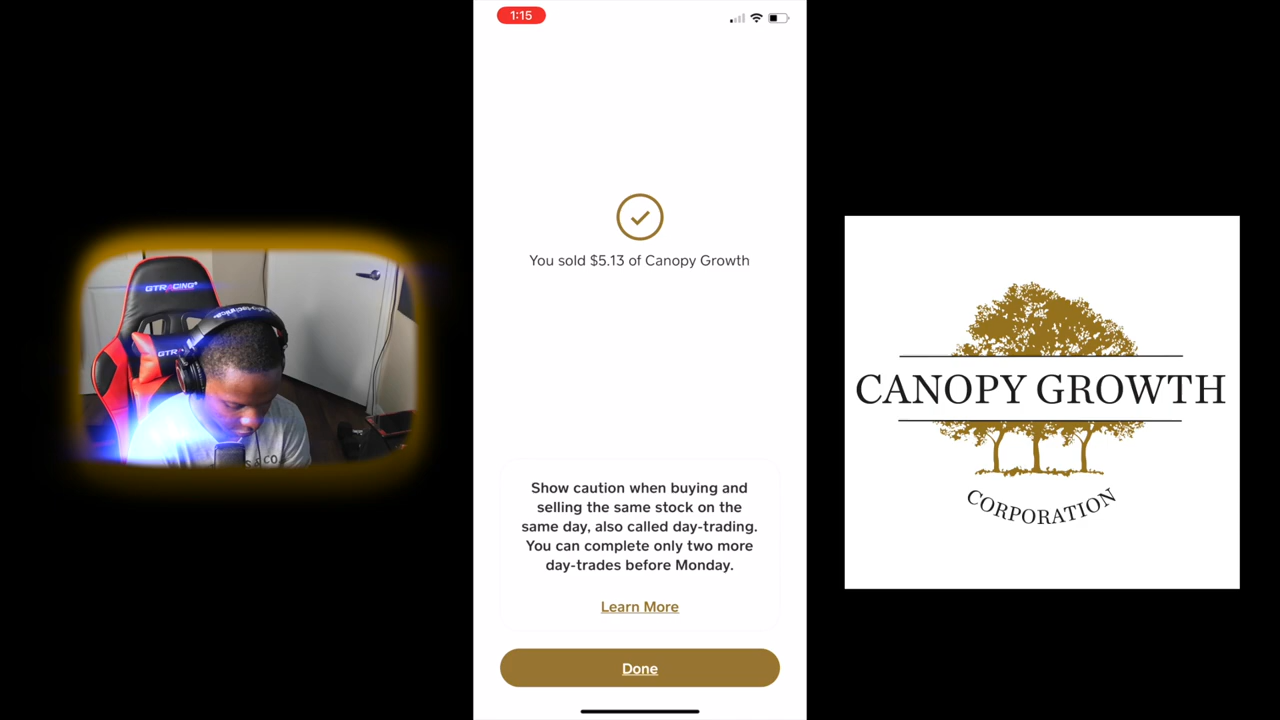 1:15
GTRACING
GTR
You sold $5.13 of Canopy Growth
Show caution when buying and
selling the same stock on the
same day, also called day-trading.
You can complete only two more
day-trades before Monday.
Learn More
Done
CANOPY GROWTH
CORPORATION